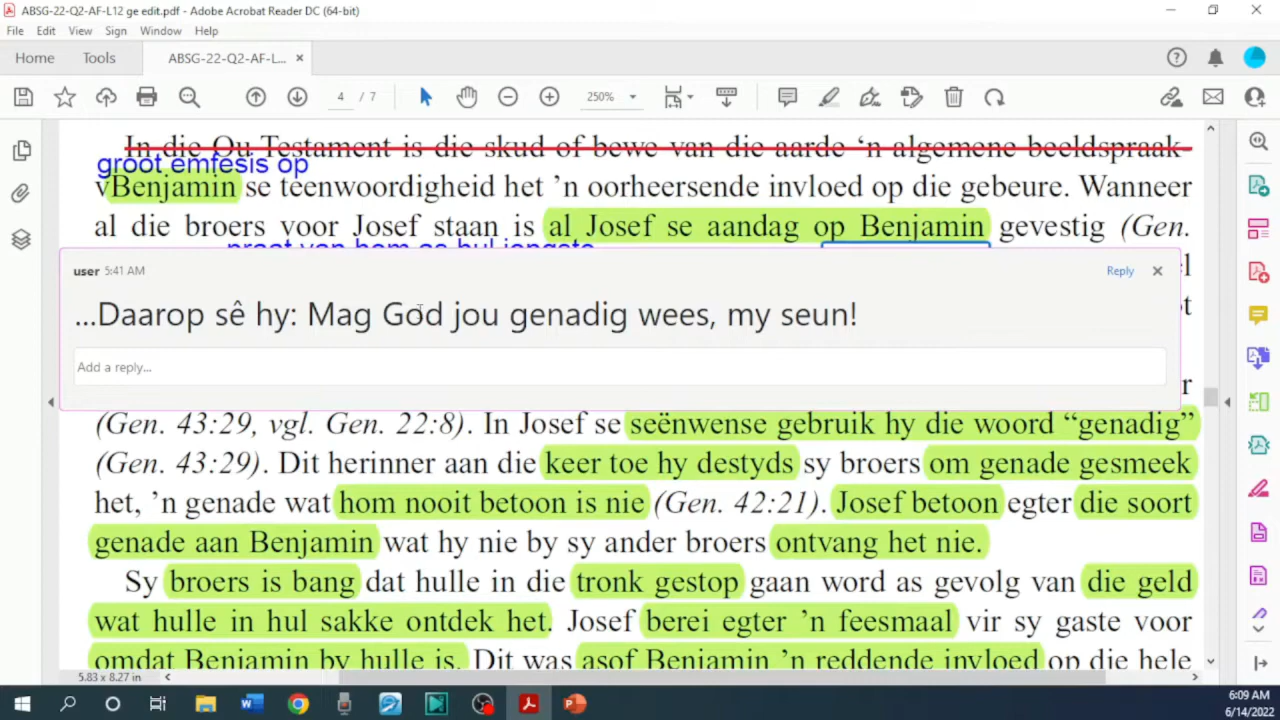 ABSG-22-Q2-AF-L12 ge edit.pdf - Adobe Acrobat Reader DC (64-bit)
File Edit View Sign Window Help
Home Tools ABSG-22-Q2-AF-L... ×
4 / 7 250%
In die Ou Testament is die skud of bewe van die aarde ‘n algemene beeldspraak
groot emfesis op
vBenjamin se teenwoordigheid het ’n oorheersende invloed op die gebeure. Wanneer
al die broers voor Josef staan is al Josef se aandag op Benjamin gevestig (Gen.
praat van hom as hul jongste
user 5:41 AM Reply
...Daarop sê hy: Mag God jou genadig wees, my seun!
Add a reply...
(Gen. 43:29, vgl. Gen. 22:8). In Josef se seënwense gebruik hy die woord “genadig”
(Gen. 43:29). Dit herinner aan die keer toe hy destyds sy broers om genade gesmeek
het, ’n genade wat hom nooit betoon is nie (Gen. 42:21). Josef betoon egter die soort
genade aan Benjamin wat hy nie by sy ander broers ontvang het nie.
Sy broers is bang dat hulle in die tronk gestop gaan word as gevolg van die geld
wat hulle in hul sakke ontdek het. Josef berei egter ’n feesmaal vir sy gaste voor
omdat Benjamin by hulle is. Dit was asof Benjamin ’n reddende invloed op die hele
5.83 x 8.27 in
6:09 AM
6/14/2022